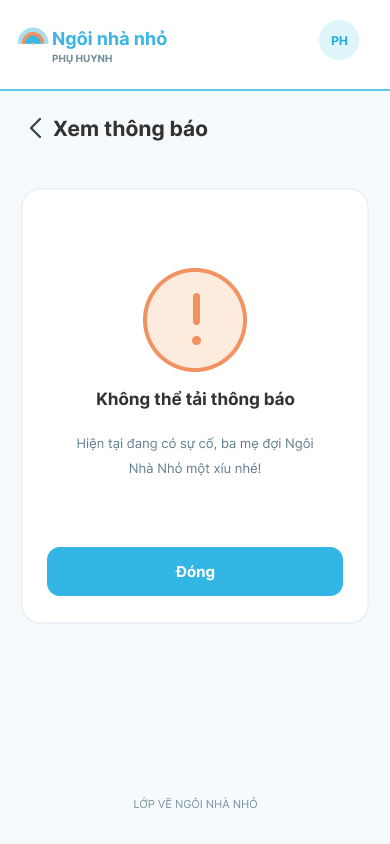 Ngôi nhà nhỏ
PHỤ HUYNH
PH
Xem thông báo
Không thể tải thông báo
Hiện tại đang có sự cố, ba mẹ đợi Ngôi
Nhà Nhỏ một xíu nhé!
Đóng
LỚP VẼ NGÔI NHÀ NHỎ